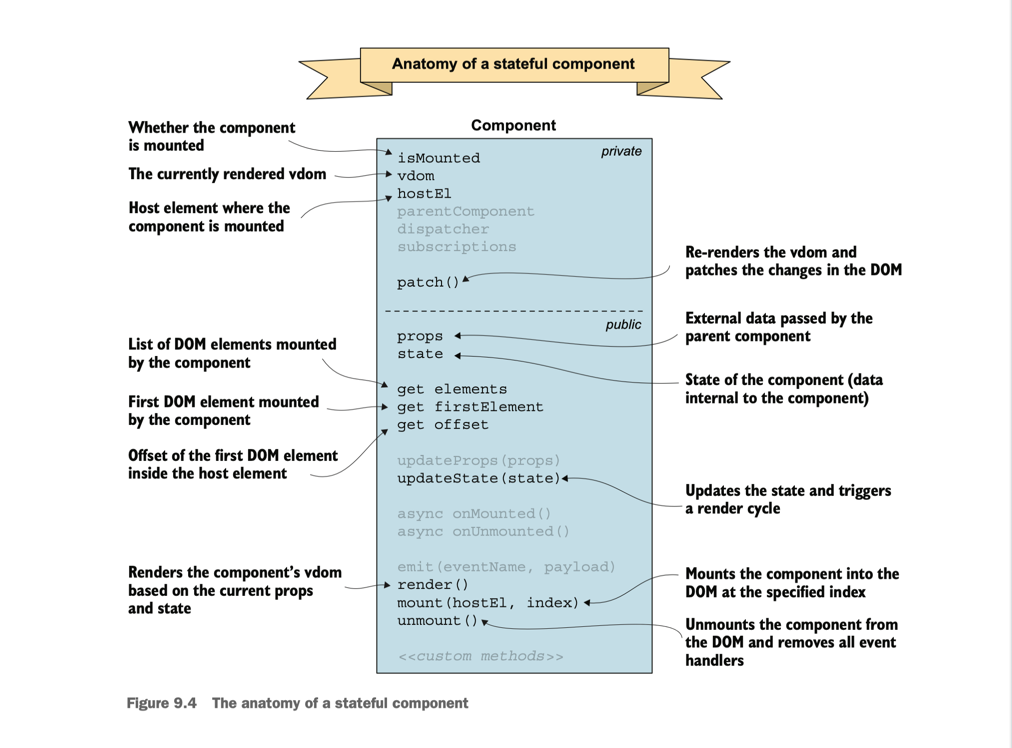 Anatomy of a stateful component
Component
Whether the component
is mounted
The currently rendered vdom
Host element where the
component is mounted
List of DOM elements mounted
by the component
First DOM element mounted
by the component
Offset of the first DOM element
inside the host element
Renders the component's vdom
based on the current props
and state
private
isMounted
vdom
hostEl
parentComponent
dispatcher
subscriptions
patch()
public
props
state
get elements
get firstElement
get offset
updateProps(props)
updateState(state)
async onMounted()
async onUnmounted()
emit(eventName, payload)
render()
mount(hostEl, index)
unmount()
<<custom methods>>
Re-renders the vdom and
patches the changes in the DOM
External data passed by the
parent component
State of the component (data
internal to the component)
Updates the state and triggers
a render cycle
Mounts the component into the
DOM at the specified index
Unmounts the component from
the DOM and removes all event
handlers
Figure 9.4 The anatomy of a stateful component